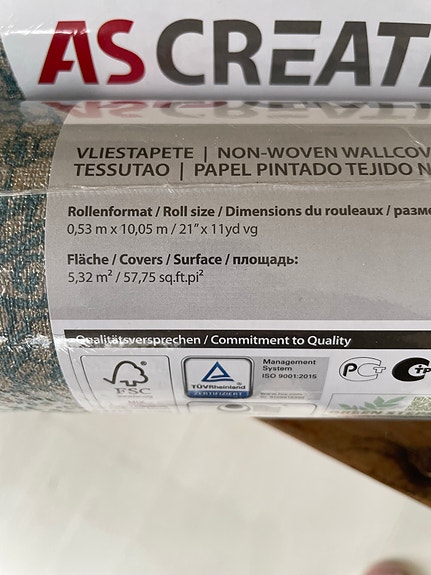 AS CREATI
VLIESTAPETE | NON-WOVEN WALLCOV
TESSUTAO | PAPEL PINTADO TEJIDO N
Rollenformat / Roll size / Dimensions du rouleaux / разме
0,53 m x 10,05 m / 21" x 11yd vg
Fläche / Covers / Surface / площадь:
5,32 m² / 57,75 sq.ft.pi²
Qualitätsversprechen / Commitment to Quality
FSC
TÜVRheinland
ZERTIFIZIERT
Management
System
ISO 9001:2015